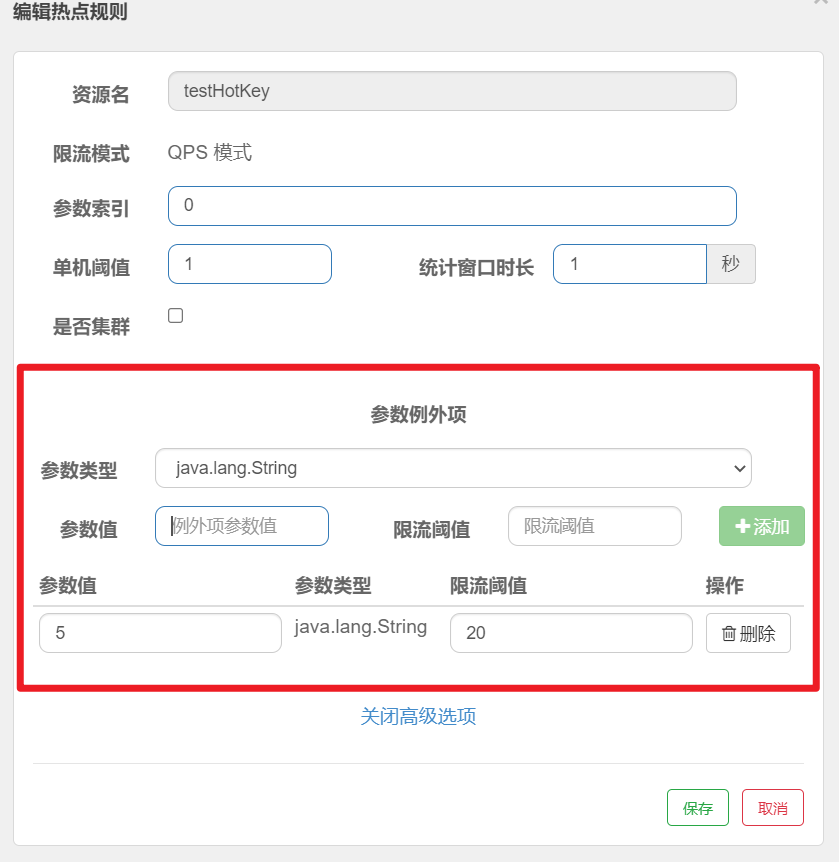 编辑热点规则
资源名 testHotKey
限流模式 QPS 模式
参数索引 0
单机阈值 1 统计窗口时长 1 秒
是否集群
参数例外项
参数类型 java.lang.String
参数值 例外项参数值 限流阈值 限流阈值 添加
参数值 参数类型 限流阈值 操作
5 java.lang.String 20 删除
关闭高级选项
保存 取消